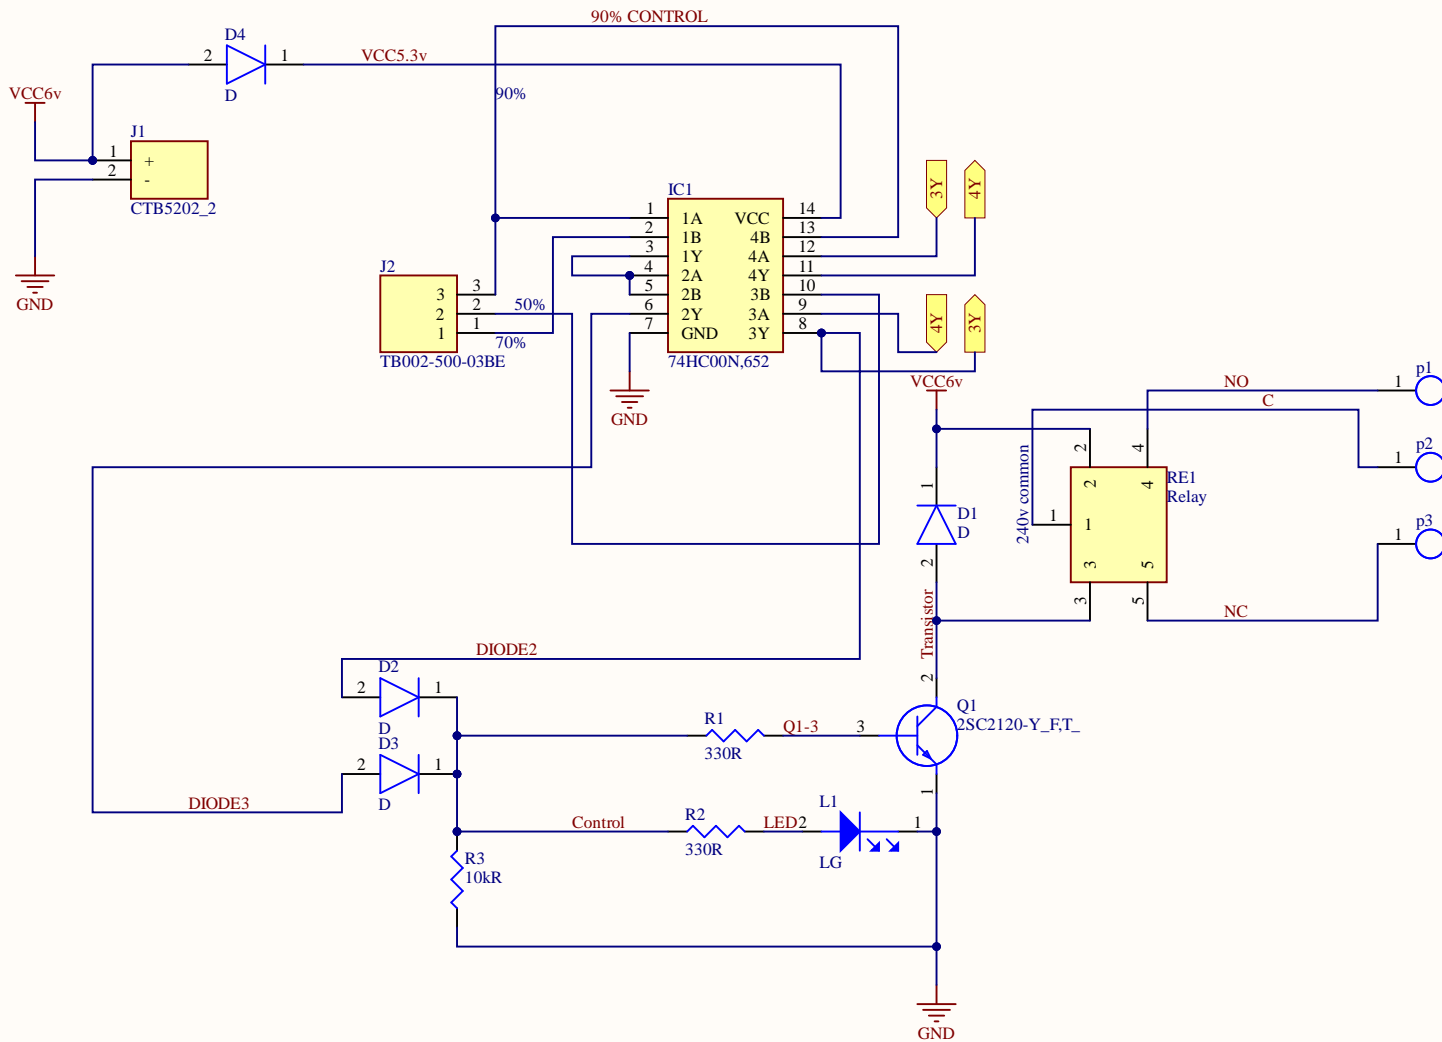 90% CONTROL
D4
2
1
VCC5.3v
D
90%
VCC6v
J1
1
+
2
-
CTB5202_2
GND
3Y
4Y
IC1
1
1A
VCC
14
2
1B
4B
13
3
1Y
4A
12
4
2A
4Y
11
5
2B
3B
10
6
2Y
3A
9
7
GND
3Y
8
74HC00N,652
J2
3
3
2
2
50%
1
1
70%
TB002-500-03BE
GND
4Y
3Y
VCC6v
NO
1
p1
C
240v common
2
4
p2
1
2
4
RE1
Relay
1
1
3
5
3
5
p3
1
NC
1
D1
D
2
Transistor
DIODE2
D2
2
1
D
D3
2
1
D
DIODE3
2
Q1
2SC2120-Y_F,T_
R1
330R
Q1-3
3
1
Control
R2
330R
LED
2
L1
LG
1
R3
10kR
GND